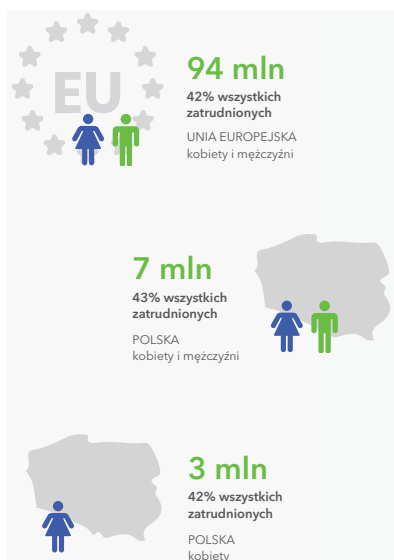 EU
94 mln
42% wszystkich
zatrudnionych
UNIA EUROPEJSKA
kobiety i mężczyźni
7 mln
43% wszystkich
zatrudnionych
POLSKA
kobiety i mężczyźni
3 mln
42% wszystkich
zatrudnionych
POLSKA
kobiety